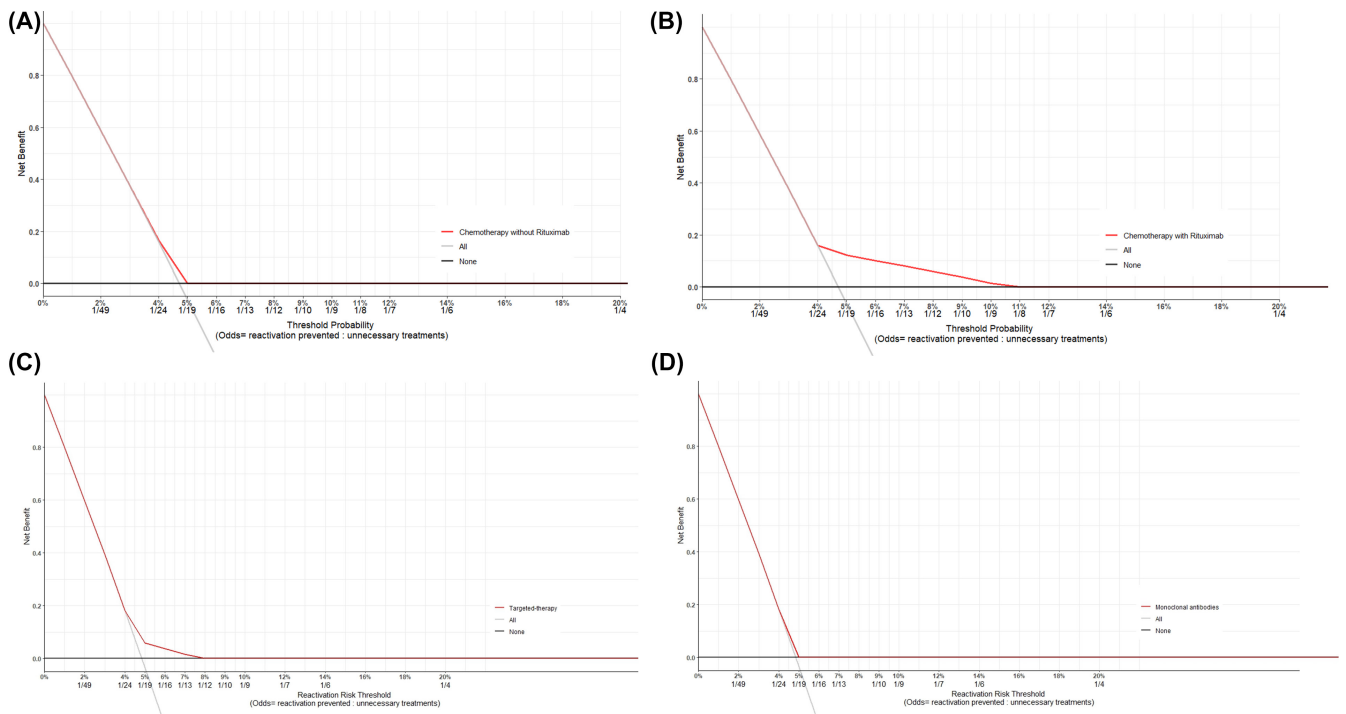 (A)
Net Benefit
0.8
0.6
0.4
0.2
0.0
Chemotherapy without Rituximab
All
None
0% 2% 4% 5% 6% 7% 8% 9% 10% 11% 12% 14% 16% 18% 20%
1/49 1/24 1/19 1/16 1/13 1/12 1/10 1/9 1/8 1/7 1/6 1/4
Threshold Probability
(Odds= reactivation prevented : unnecessary treatments)
(B)
Net Benefit
0.8
0.6
0.4
0.2
0.0
Chemotherapy with Rituximab
All
None
0% 2% 4% 5% 6% 7% 8% 9% 10% 11% 12% 14% 16% 18% 20%
1/49 1/24 1/19 1/16 1/13 1/12 1/10 1/9 1/8 1/7 1/6 1/4
Threshold Probability
(Odds= reactivation prevented : unnecessary treatments)
(C)
Net Benefit
0.8
0.6
0.4
0.2
0.0
Targeted-therapy
All
None
0% 2% 4% 5% 6% 7% 8% 9% 10% 12% 14% 16% 18% 20%
1/49 1/24 1/19 1/16 1/13 1/12 1/10 1/9 1/7 1/6 1/4
Reactivation Risk Threshold
(Odds= reactivation prevented : unnecessary treatments)
(D)
Net Benefit
0.8
0.6
0.4
0.2
0.0
Monoclonal antibodies
All
None
0% 2% 4% 5% 6% 7% 8% 9% 10% 12% 14% 16% 18% 20%
1/49 1/24 1/19 1/16 1/13 1/10 1/9 1/7 1/6 1/4
Reactivation Risk Threshold
(Odds= reactivation prevented : unnecessary treatments)